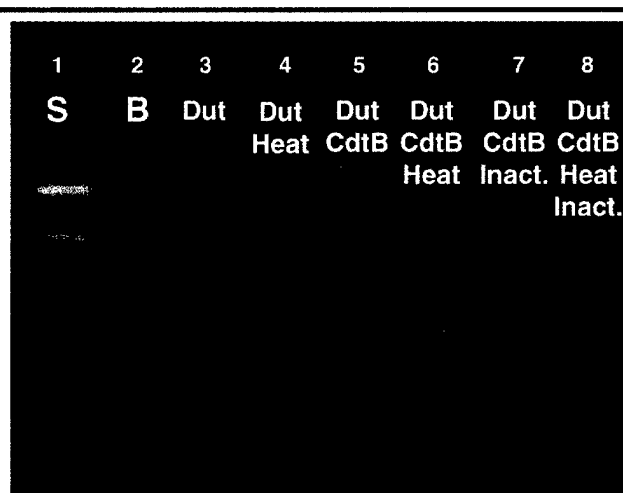 1 2 3 4 5 6 7 8
S B Dut Dut Dut Dut Dut Dut
Heat CdtB CdtB CdtB CdtB
Heat Inact. Heat
Inact.